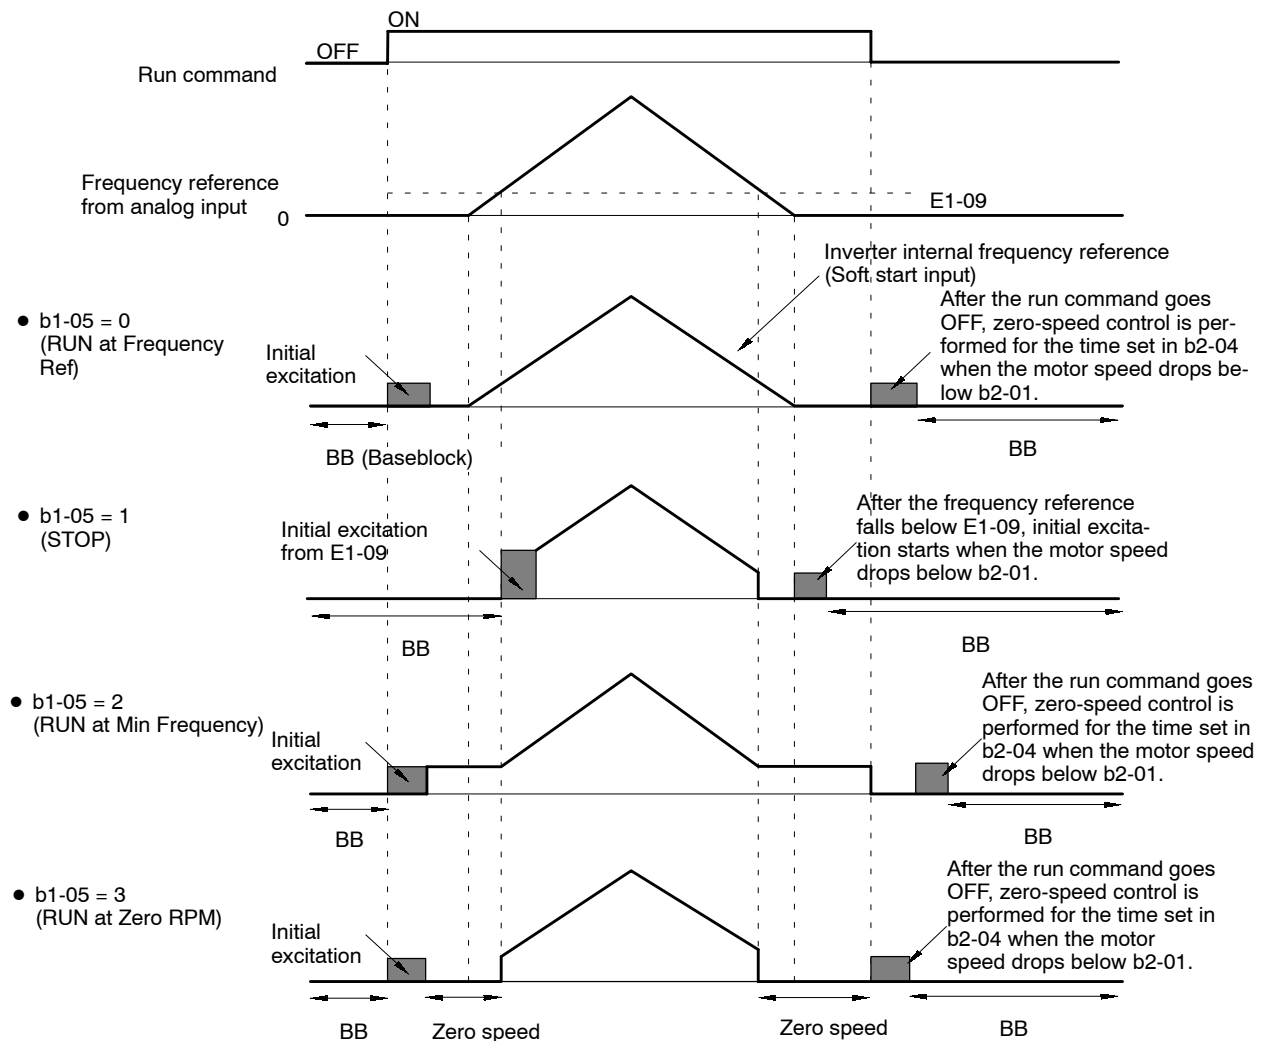 ON
OFF
Run command
Frequency reference
from analog input
0
E1-09
Inverter internal frequency reference
(Soft start input)
● b1-05 = 0
(RUN at Frequency
Ref)
Initial
excitation
After the run command goes
OFF, zero-speed control is per-
formed for the time set in b2-04
when the motor speed drops be-
low b2-01.
BB (Baseblock)
BB
● b1-05 = 1
(STOP)
Initial excitation
from E1-09
After the frequency reference
falls below E1-09, initial excita-
tion starts when the motor speed
drops below b2-01.
BB
BB
● b1-05 = 2
(RUN at Min Frequency)
Initial
excitation
After the run command goes
OFF, zero-speed control is
performed for the time set in
b2-04 when the motor speed
drops below b2-01.
BB
BB
● b1-05 = 3
(RUN at Zero RPM)
Initial
excitation
After the run command goes
OFF, zero-speed control is
performed for the time set in
b2-04 when the motor
speed drops below b2-01.
BB
Zero speed
Zero speed
BB